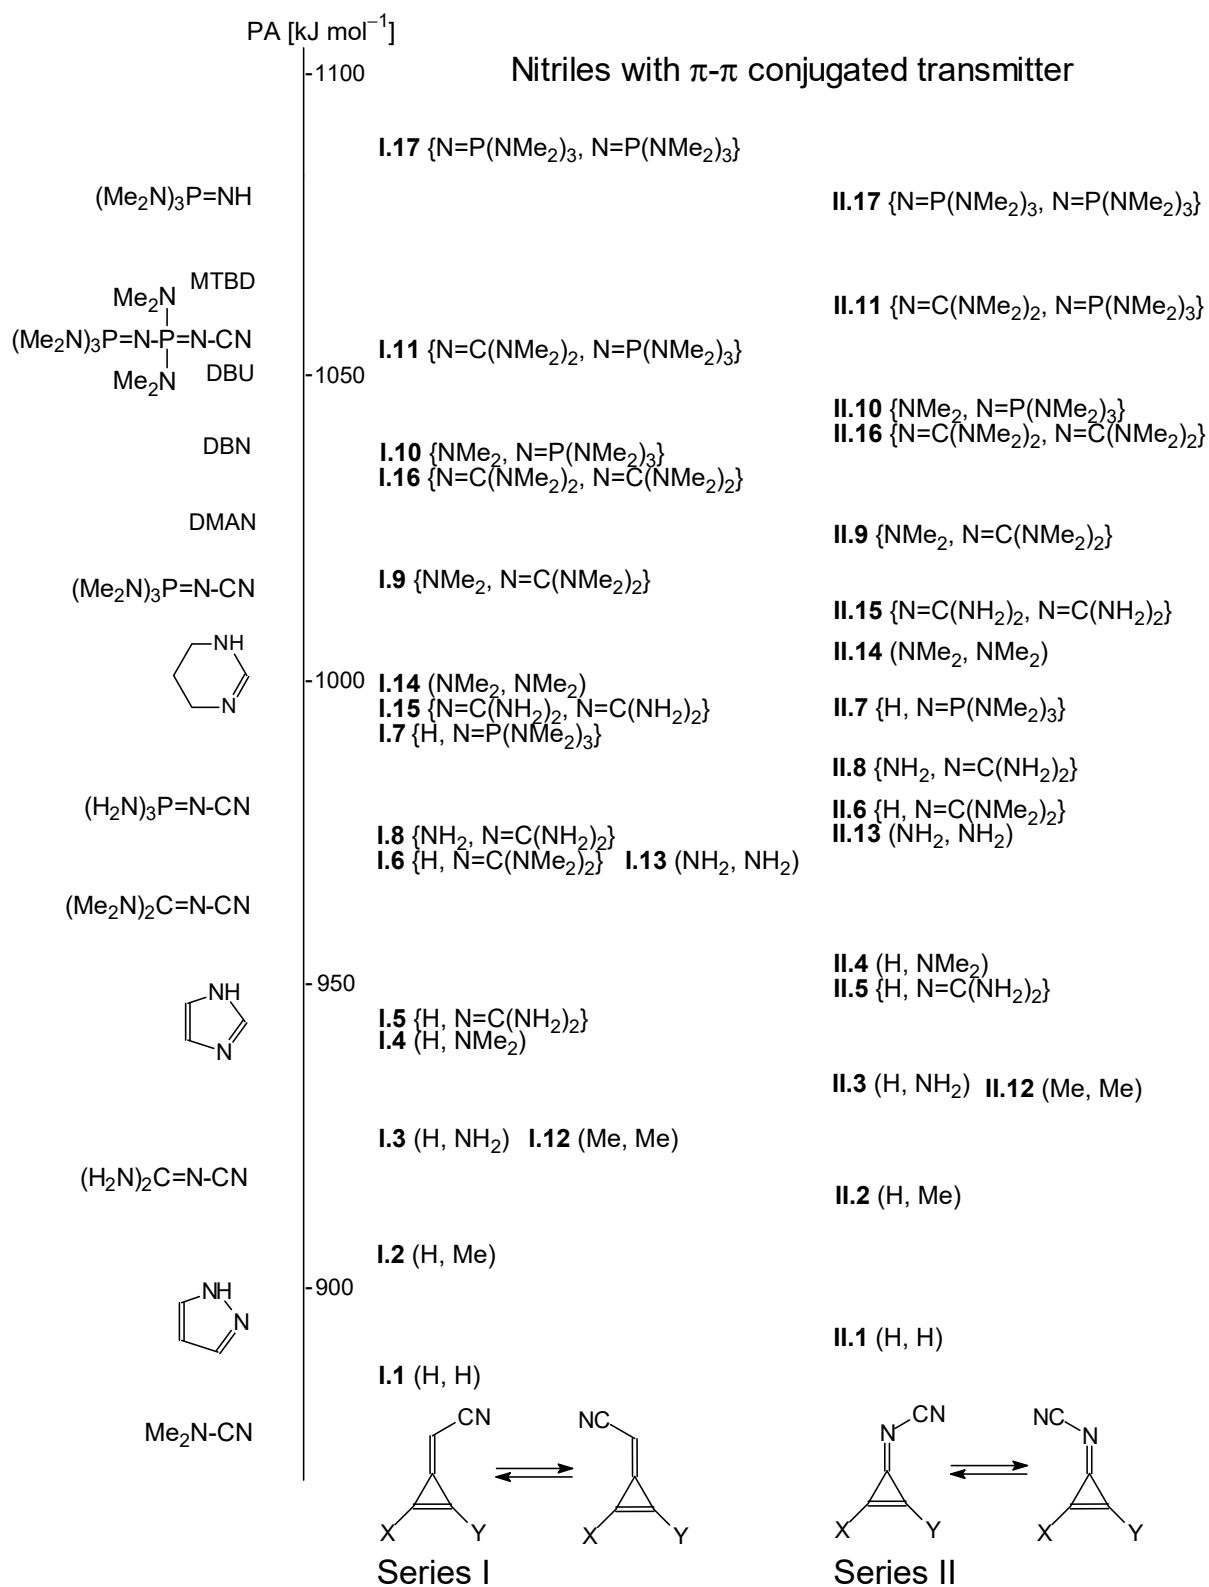 PA [kJ mol⁻¹]
Nitriles with π-π conjugated transmitter
-1100
I.17 {N=P(NMe₂)₃, N=P(NMe₂)₃}
(Me₂N)₃P=NH
II.17 {N=P(NMe₂)₃, N=P(NMe₂)₃}
MTBD
Me₂N
(Me₂N)₃P=N-P=N-CN
Me₂N
DBU
II.11 {N=C(NMe₂)₂, N=P(NMe₂)₃}
I.11 {N=C(NMe₂)₂, N=P(NMe₂)₃}
-1050
II.10 {NMe₂, N=P(NMe₂)₃}
II.16 {N=C(NMe₂)₂, N=C(NMe₂)₂}
DBN
I.10 {NMe₂, N=P(NMe₂)₃}
I.16 {N=C(NMe₂)₂, N=C(NMe₂)₂}
DMAN
II.9 {NMe₂, N=C(NMe₂)₂}
(Me₂N)₃P=N-CN
I.9 {NMe₂, N=C(NMe₂)₂}
II.15 {N=C(NH₂)₂, N=C(NH₂)₂}
NH
N
II.14 (NMe₂, NMe₂)
-1000
I.14 (NMe₂, NMe₂)
I.15 {N=C(NH₂)₂, N=C(NH₂)₂}
I.7 {H, N=P(NMe₂)₃}
II.7 {H, N=P(NMe₂)₃}
II.8 {NH₂, N=C(NH₂)₂}
(H₂N)₃P=N-CN
II.6 {H, N=C(NMe₂)₂}
II.13 (NH₂, NH₂)
I.8 {NH₂, N=C(NH₂)₂}
I.6 {H, N=C(NMe₂)₂} I.13 (NH₂, NH₂)
(Me₂N)₂C=N-CN
II.4 (H, NMe₂)
II.5 {H, N=C(NH₂)₂}
-950
NH
N
I.5 {H, N=C(NH₂)₂}
I.4 (H, NMe₂)
II.3 (H, NH₂) II.12 (Me, Me)
I.3 (H, NH₂) I.12 (Me, Me)
(H₂N)₂C=N-CN
II.2 (H, Me)
I.2 (H, Me)
-900
NH
N
II.1 (H, H)
I.1 (H, H)
Me₂N-CN
CN
X
Y
NC
X
Y
CN
N
X
Y
NC
N
X
Y
Series I
Series II